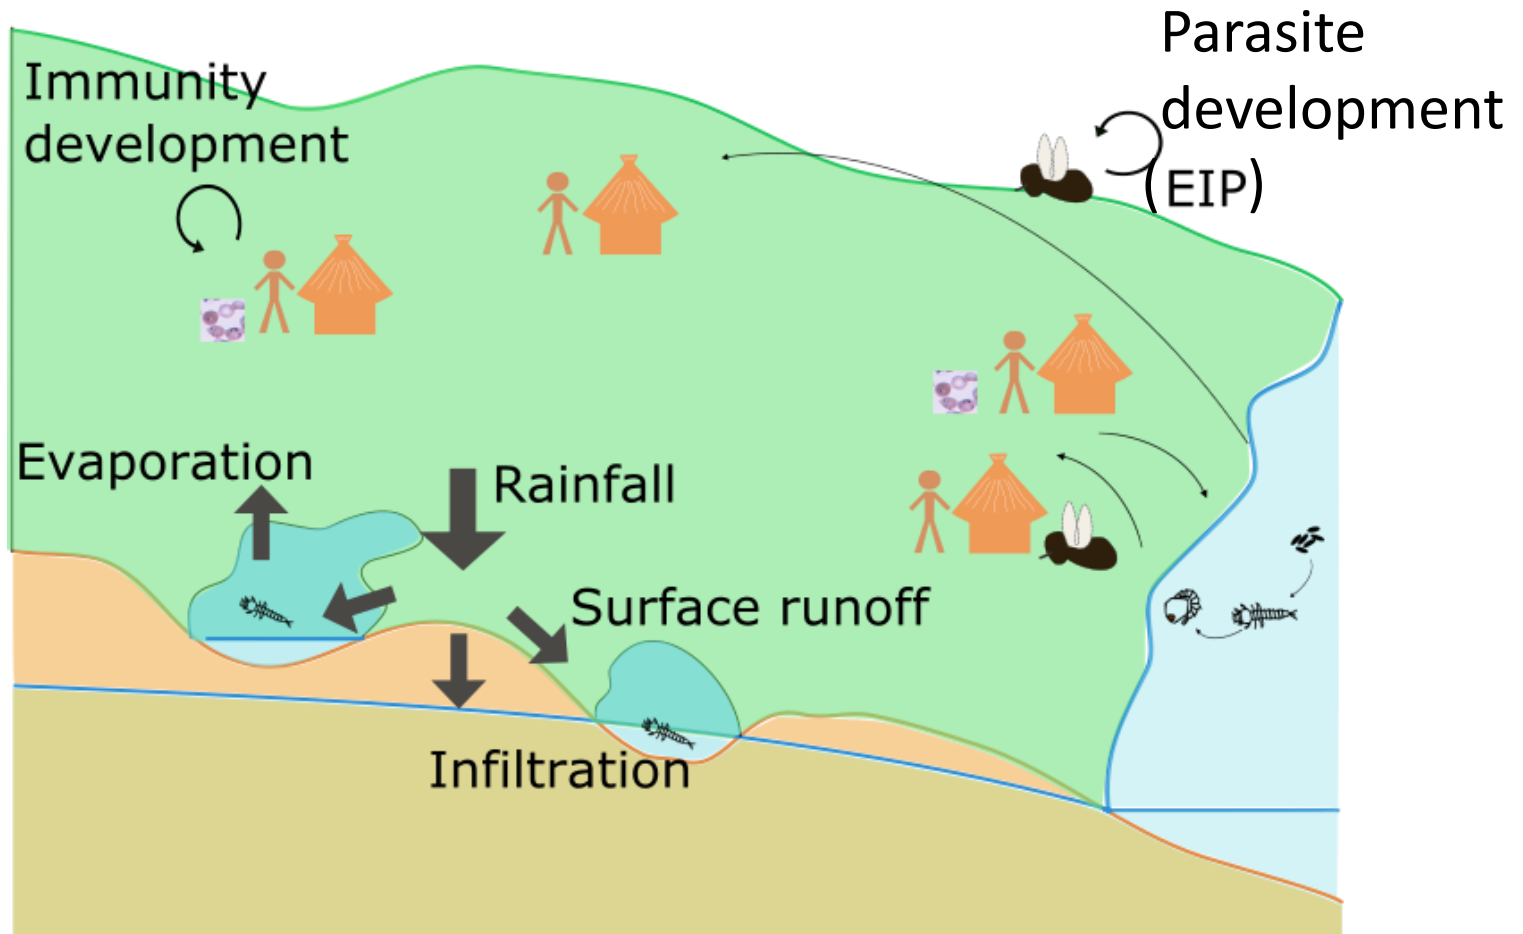 Parasite
development
(EIP)
Immunity
development
Evaporation
Rainfall
Surface runoff
Infiltration